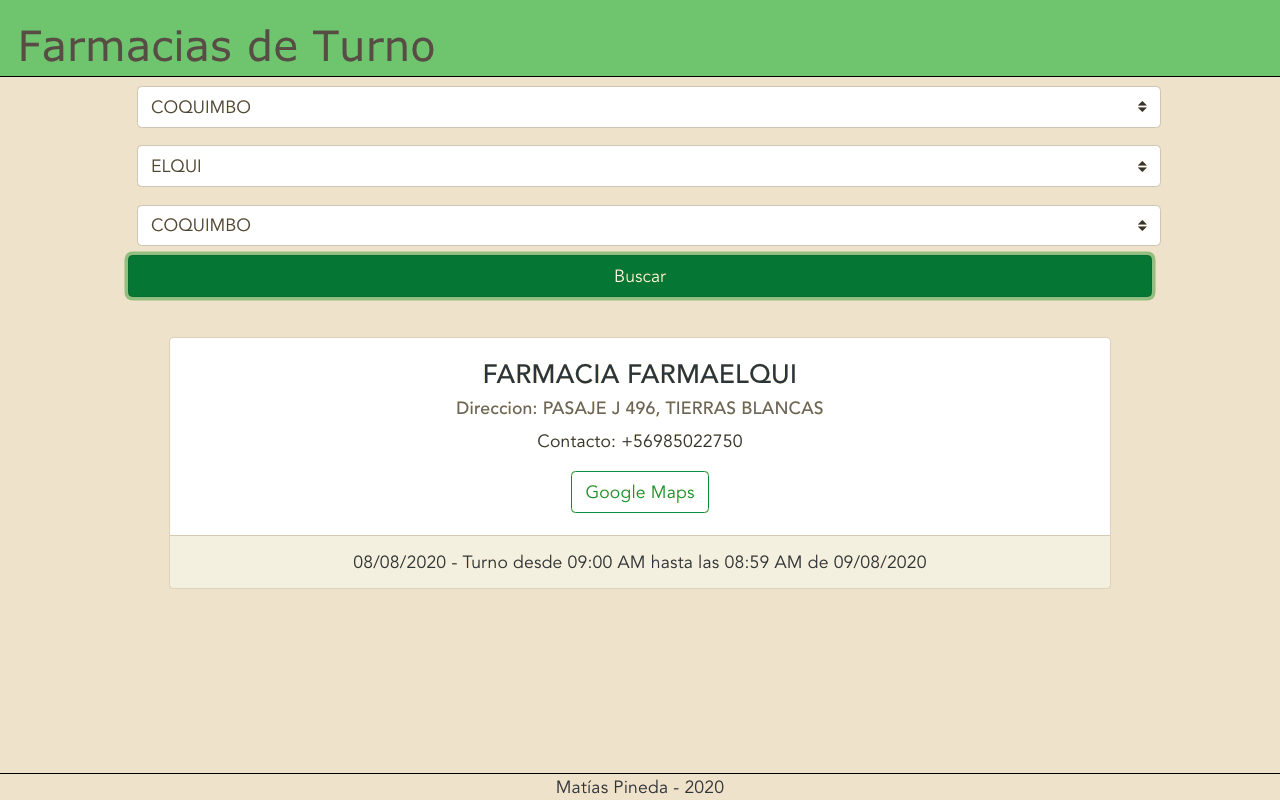 Farmacias de Turno
COQUIMBO
ELQUI
COQUIMBO
Buscar
FARMACIA FARMAELQUI
Direccion: PASAJE J 496, TIERRAS BLANCAS
Contacto: +56985022750
Google Maps
08/08/2020 - Turno desde 09:00 AM hasta las 08:59 AM de 09/08/2020
Matías Pineda - 2020